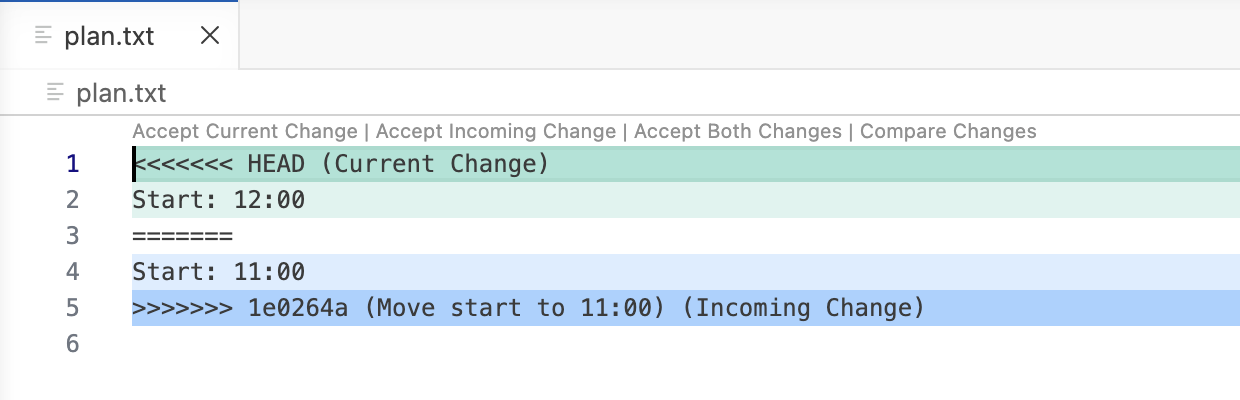 plan.txt
plan.txt
Accept Current Change | Accept Incoming Change | Accept Both Changes | Compare Changes
1 <<<<<<< HEAD (Current Change)
2 Start: 12:00
3 =======
4 Start: 11:00
5 >>>>>>> 1e0264a (Move start to 11:00) (Incoming Change)
6